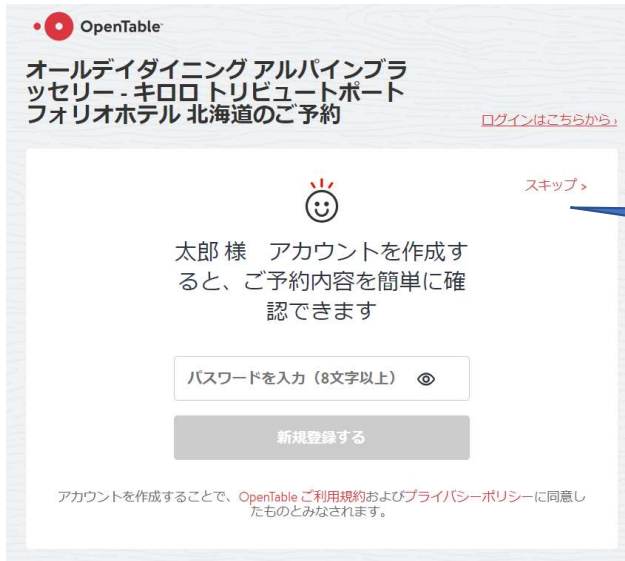 OpenTable
オールデイダイニング アルパインブラ
ッセリー - キロロ トリビュートポート
フォリオホテル 北海道のご予約
ログインはこちらから ›
スキップ >
太郎 様　アカウントを作成す
ると、ご予約内容を簡単に確
認できます
パスワードを入力（8文字以上）
新規登録する
アカウントを作成することで、OpenTable ご利用規約およびプライバシーポリシーに同意し
たものとみなされます。